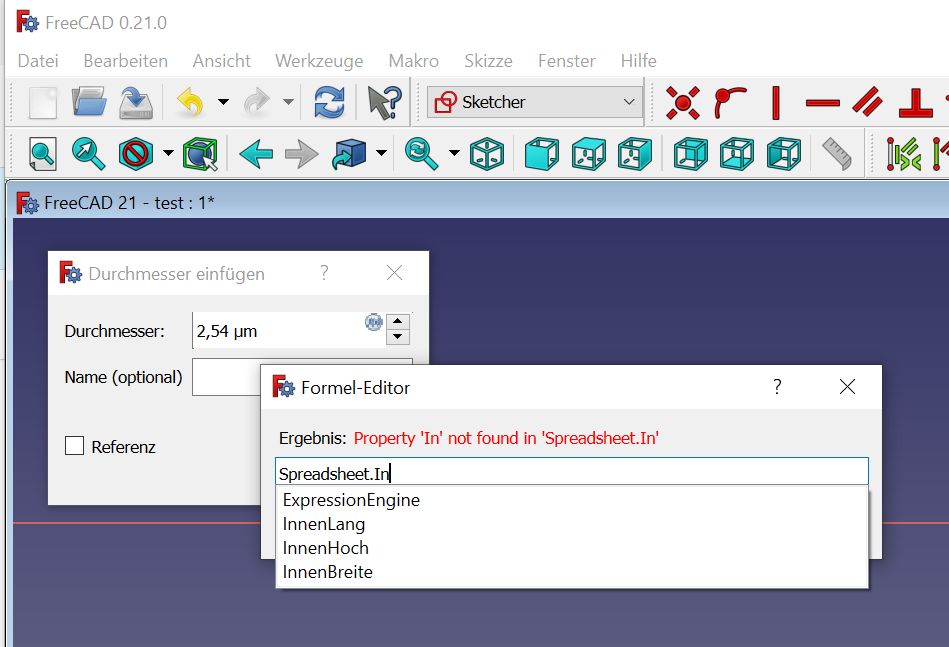 FreeCAD 0.21.0
Datei Bearbeiten Ansicht Werkzeuge Makro Skizze Fenster Hilfe
Sketcher
FreeCAD 21 - test : 1*
Durchmesser einfügen ?
Durchmesser: 2,54 µm
Name (optional)
Referenz
Formel-Editor ?
Ergebnis: Property 'In' not found in 'Spreadsheet.In'
Spreadsheet.In
ExpressionEngine
InnenLang
InnenHoch
InnenBreite